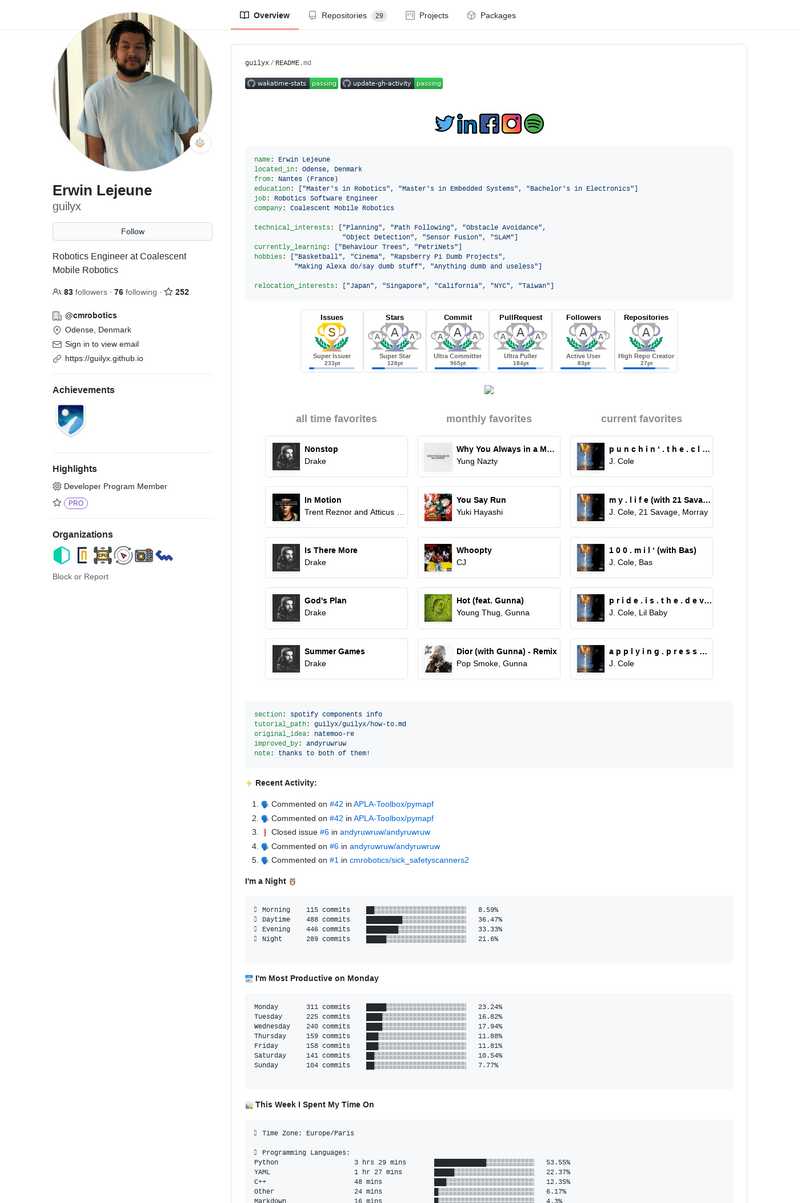 Overview
Repositories 29
Projects
Packages
Erwin Lejeune
guilyx
Follow
Robotics Engineer at Coalescent
Mobile Robotics
83 followers · 76 following · 252
@cmrobotics
Odense, Denmark
Sign in to view email
https://guilyx.github.io
Achievements
Highlights
Developer Program Member
PRO
Organizations
Block or Report
guilyx/README.md
wakatime-stats passing
update-gh-activity passing
name: Erwin Lejeune
located_in: Odense, Denmark
from: Nantes (France)
education: ["Master's in Robotics", "Master's in Embedded Systems", "Bachelor's in Electronics"]
job: Robotics Software Engineer
company: Coalescent Mobile Robotics
technical_interests: ["Planning", "Path Following", "Obstacle Avoidance",
"Object Detection", "Sensor Fusion", "SLAM"]
currently_learning: ["Behaviour Trees", "PetriNets"]
hobbies: ["Basketball", "Cinema", "Rapsberry Pi Dumb Projects",
"Making Alexa do/say dumb stuff", "Anything dumb and useless"]
relocation_interests: ["Japan", "Singapore", "California", "NYC", "Taiwan"]
Issues
S
Super Issuer
233pt
Stars
A A A
Super Star
128pt
Commit
A
Ultra Committer
965pt
PullRequest
A
Ultra Puller
184pt
Followers
A
Active User
83pt
Repositories
A
High Repo Creator
27pt
all time favorites
Nonstop
Drake
In Motion
Trent Reznor and Atticus ...
Is There More
Drake
God's Plan
Drake
Summer Games
Drake
monthly favorites
Why You Always in a M...
Yung Nazty
You Say Run
Yuki Hayashi
Whoopty
CJ
Hot (feat. Gunna)
Young Thug, Gunna
Dior (with Gunna) - Remix
Pop Smoke, Gunna
current favorites
p u n c h i n ' . t h e . c l ...
J. Cole
m y . l i f e (with 21 Sava...
J. Cole, 21 Savage, Morray
1 0 0 . m i l ' (with Bas)
J. Cole, Bas
p r i d e . i s . t h e . d e v...
J. Cole, Lil Baby
a p p l y i n g . p r e s s ...
J. Cole
section: spotify components info
tutorial_path: guilyx/guilyx/how-to.md
original_idea: natemoo-re
improved_by: andyruwruw
note: thanks to both of them!
Recent Activity:
1. Commented on #42 in APLA-Toolbox/pymapf
2. Commented on #42 in APLA-Toolbox/pymapf
3. Closed issue #6 in andyruwruw/andyruwruw
4. Commented on #6 in andyruwruw/andyruwruw
5. Commented on #1 in cmrobotics/sick_safetyscanners2
I'm a Night
Morning 115 commits 8.59%
Daytime 488 commits 36.47%
Evening 446 commits 33.33%
Night 289 commits 21.6%
I'm Most Productive on Monday
Monday 311 commits 23.24%
Tuesday 225 commits 16.82%
Wednesday 240 commits 17.94%
Thursday 159 commits 11.88%
Friday 158 commits 11.81%
Saturday 141 commits 10.54%
Sunday 104 commits 7.77%
This Week I Spent My Time On
Time Zone: Europe/Paris
Programming Languages:
Python 3 hrs 29 mins 53.55%
YAML 1 hr 27 mins 22.37%
C++ 48 mins 12.35%
Other 24 mins 6.17%
Markdown 16 mins 4.3%